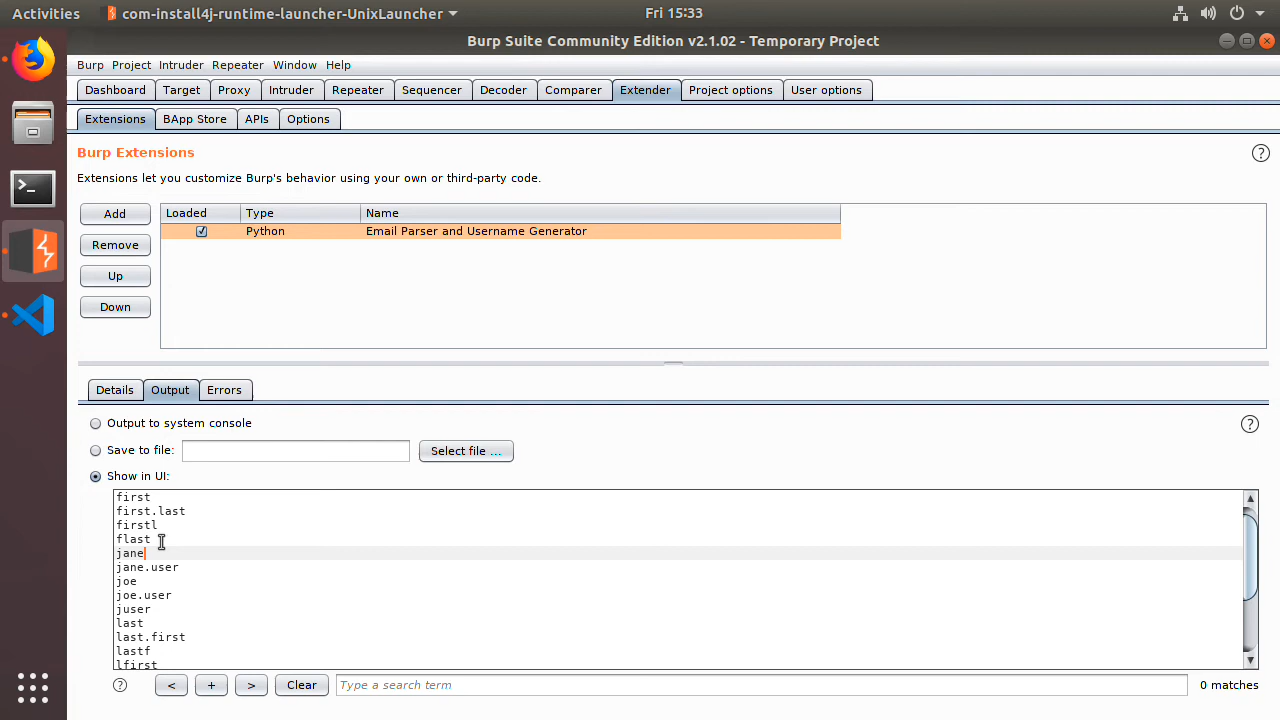 Activities com-install4j-runtime-launcher-UnixLauncher Fri 15:33
Burp Suite Community Edition v2.1.02 - Temporary Project
Burp Project Intruder Repeater Window Help
Dashboard Target Proxy Intruder Repeater Sequencer Decoder Comparer Extender Project options User options
Extensions BApp Store APIs Options
Burp Extensions
Extensions let you customize Burp's behavior using your own or third-party code.
Add
Remove
Up
Down
Loaded Type Name
Python Email Parser and Username Generator
Details Output Errors
Output to system console
Save to file: Select file ...
Show in UI:
first
first.last
firstl
flast
jane
jane.user
joe
joe.user
juser
last
last.first
lastf
lfirst
? < + > Clear Type a search term 0 matches